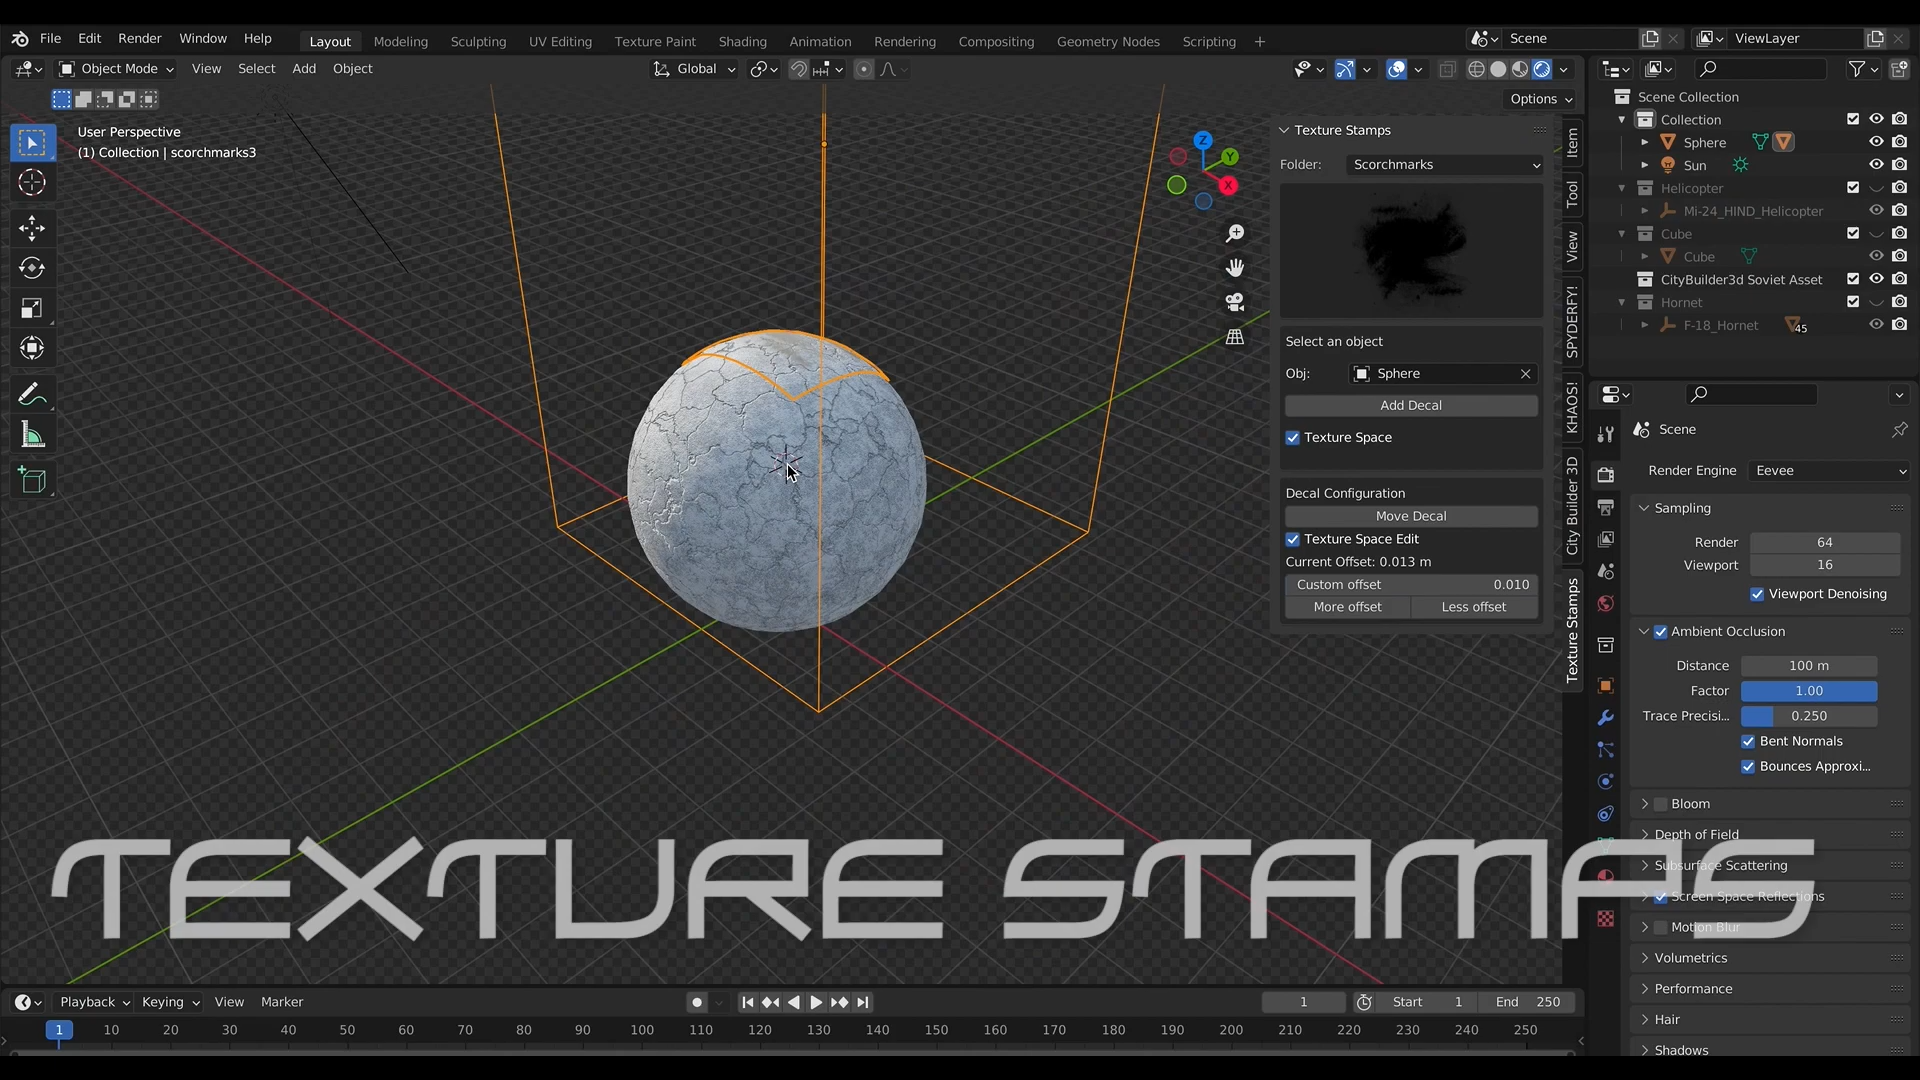 File Edit Render Window Help Layout Modeling Sculpting UV Editing Texture Paint Shading Animation Rendering Compositing Geometry Nodes Scripting + Scene ViewLayer
Object Mode View Select Add Object Global
Options
User Perspective
(1) Collection | scorchmarks3
Z
Y
X
Texture Stamps
Folder: Scorchmarks
Select an object
Obj: Sphere
Add Decal
Texture Space
Decal Configuration
Move Decal
Texture Space Edit
Current Offset: 0.013 m
Custom offset 0.010
More offset Less offset
Item
Tool
View
SPYDERFY!
KHAOS!
City Builder 3D
Texture Stamps
Scene Collection
Collection
Sphere
Sun
Helicopter
Mi-24_HIND_Helicopter
Cube
Cube
CityBuilder3d Soviet Asset
Hornet
F-18_Hornet 45
Scene
Render Engine Eevee
Sampling
Render 64
Viewport 16
Viewport Denoising
Ambient Occlusion
Distance 100 m
Factor 1.00
Trace Precisi... 0.250
Bent Normals
Bounces Approxi...
Bloom
Depth of Field
Subsurface Scattering
Screen Space Reflections
Motion Blur
Volumetrics
Performance
Hair
Shadows
TEXTURE STAMPS
Playback Keying View Marker 1 Start 1 End 250
1 10 20 30 40 50 60 70 80 90 100 110 120 130 140 150 160 170 180 190 200 210 220 230 240 250